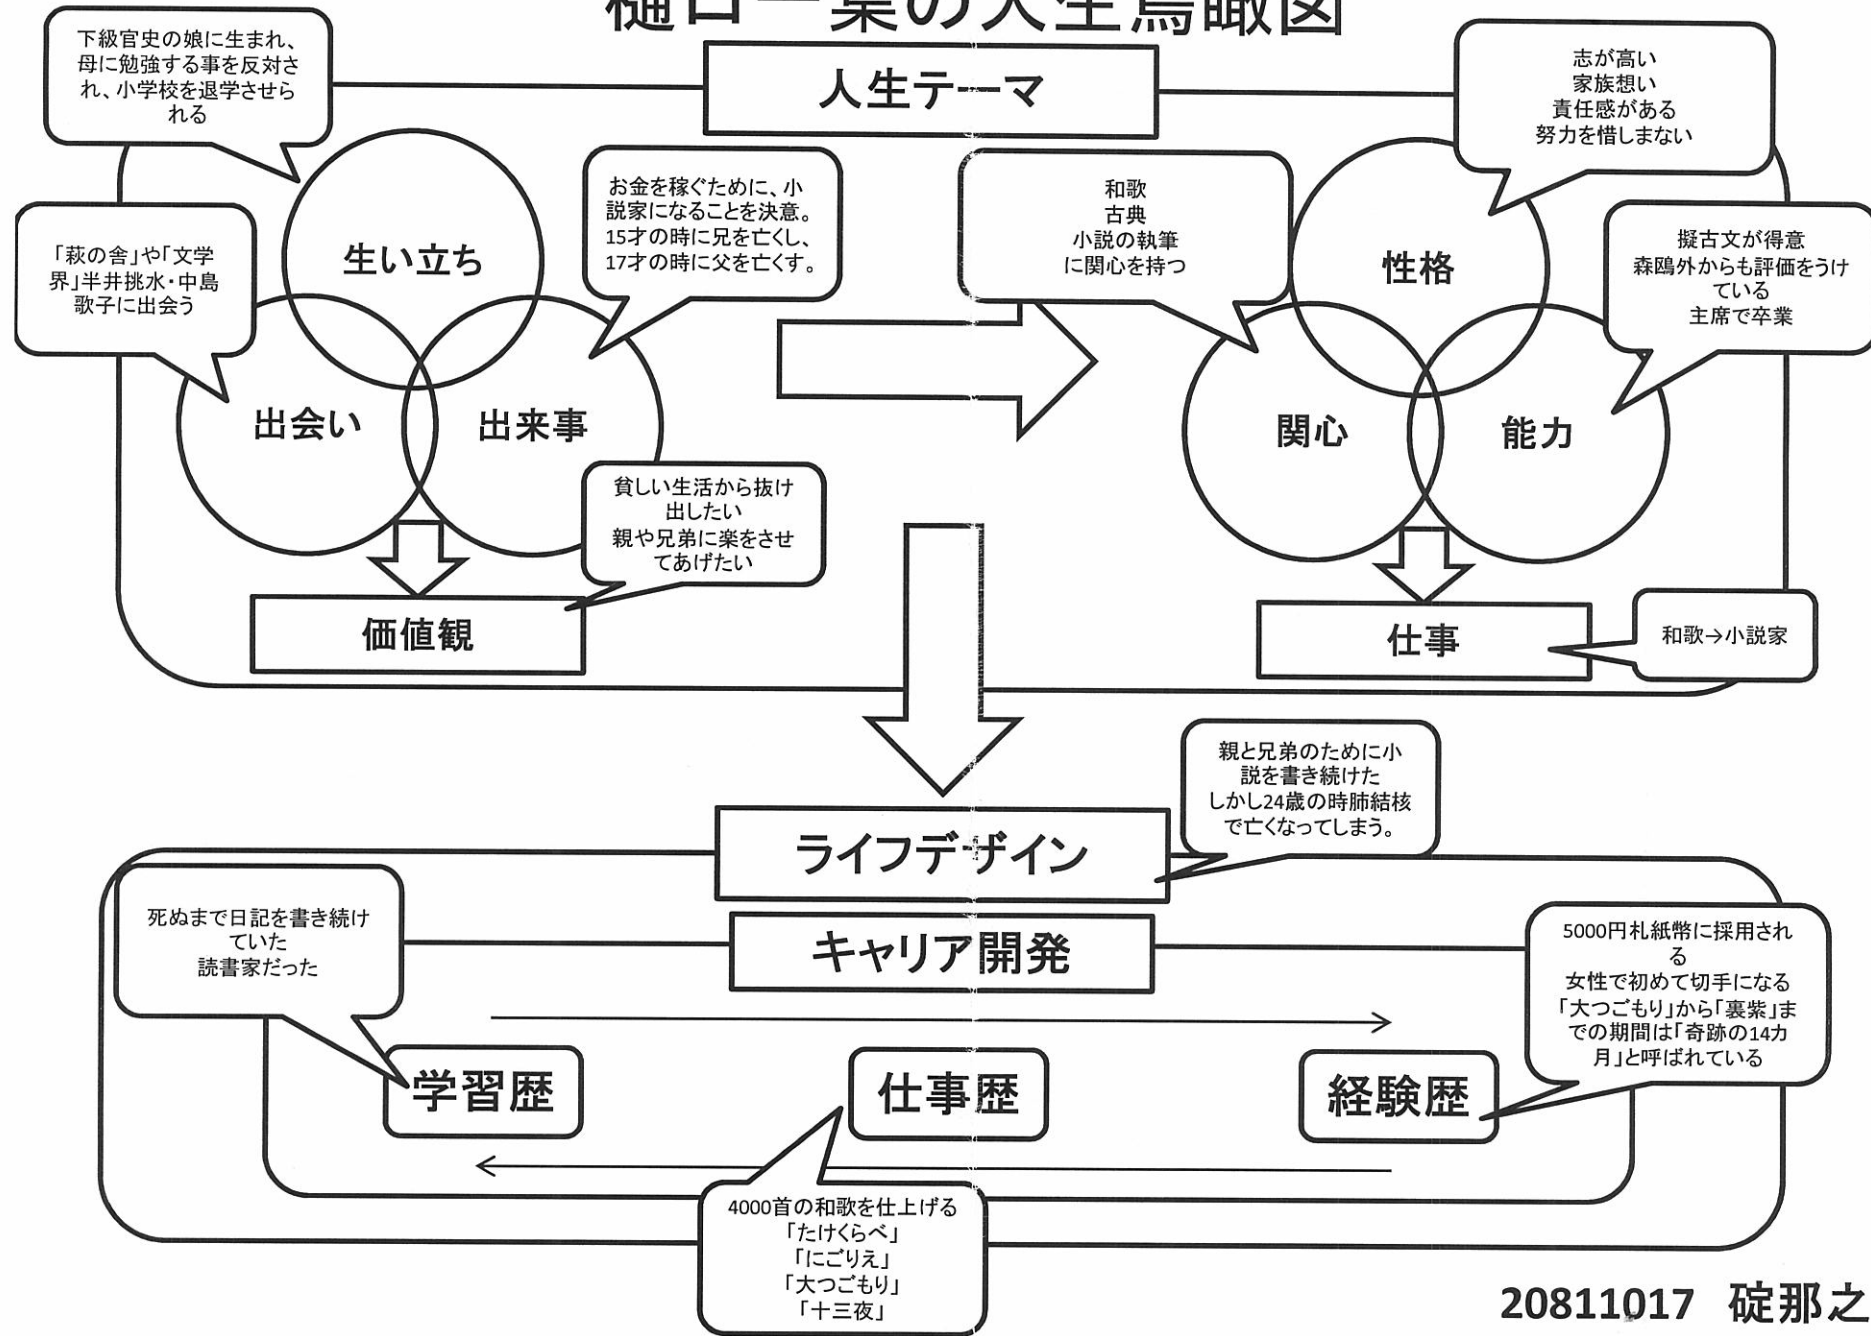 樋口一葉の人生鳥瞰図
人生テーマ
下級官史の娘に生まれ、
母に勉強する事を反対さ
れ、小学校を退学させら
れる
生い立ち
「萩の舎」や「文学
界」半井挑水・中島
歌子に出会う
出会い
お金を稼ぐために、小
説家になることを決意。
15才の時に兄を亡くし、
17才の時に父を亡くす。
出来事
貧しい生活から抜け
出したい
親や兄弟に楽をさせ
てあげたい
価値観
志が高い
家族想い
責任感がある
努力を惜しまない
性格
和歌
古典
小説の執筆
に関心を持つ
関心
擬古文が得意
森鴎外からも評価をうけ
ている
主席で卒業
能力
仕事
和歌→小説家
ライフデザイン
親と兄弟のために小
説を書き続けた
しかし24歳の時肺結核
で亡くなってしまう。
キャリア開発
死ぬまで日記を書き続け
ていた
読書家だった
学習歴
仕事歴
4000首の和歌を仕上げる
「たけくらべ」
「にごりえ」
「大つごもり」
「十三夜」
経験歴
5000円札紙幣に採用され
る
女性で初めて切手になる
「大つごもり」から「裏紫」ま
での期間は「奇跡の14カ
月」と呼ばれている
20811017 碇那之